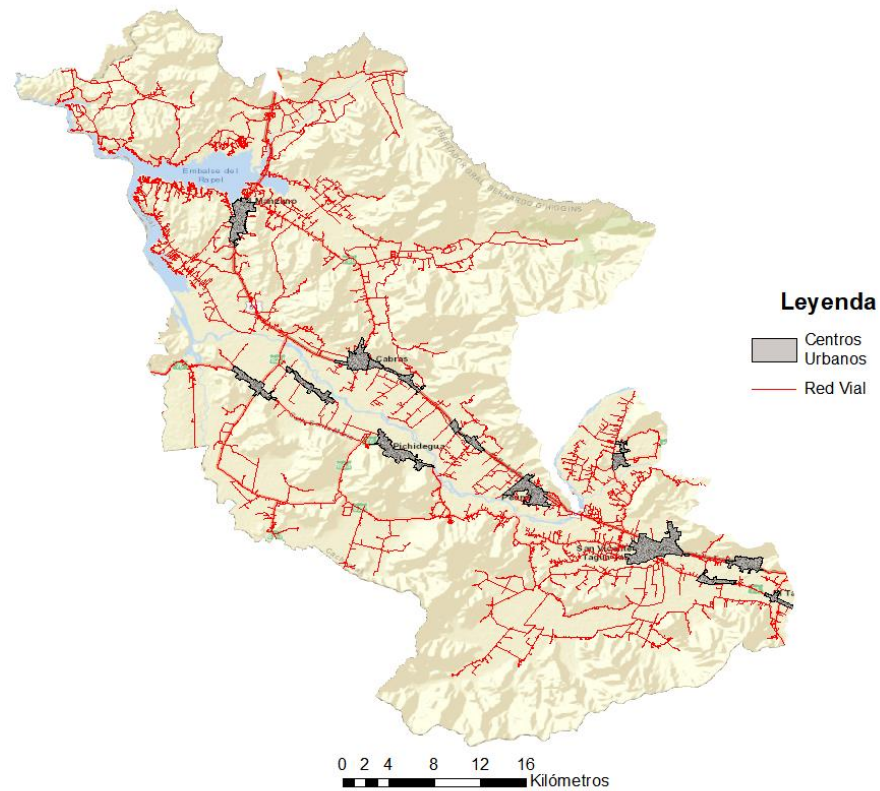 Embalse del
Rapel
Manzano
Cabras
Pichidegua
San Vicente
Leyenda
Centros
Urbanos
Red Vial
0 2 4 8 12 16
Kilómetros